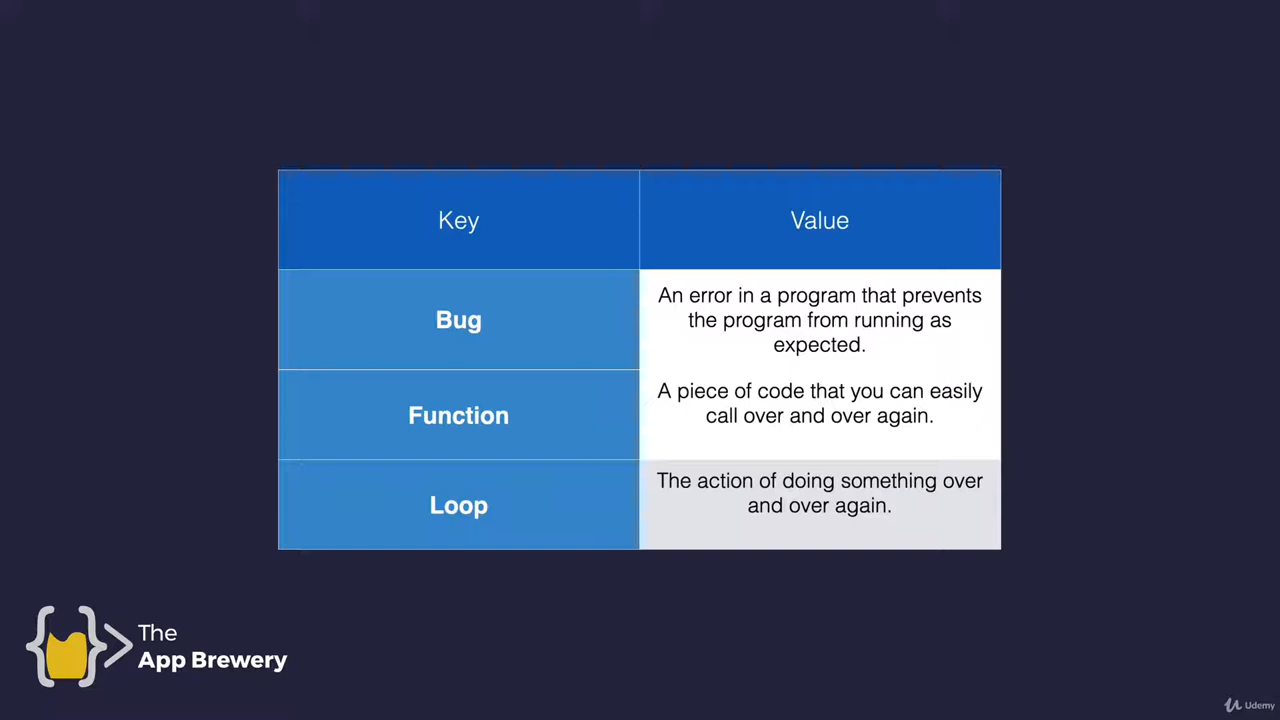 Key
Value
Bug
An error in a program that prevents
the program from running as
expected.
Function
A piece of code that you can easily
call over and over again.
Loop
The action of doing something over
and over again.
The
App Brewery
Udemy